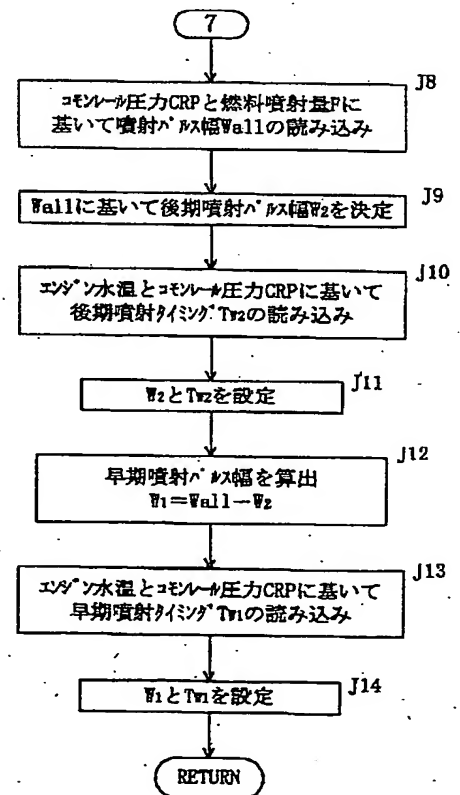 7
J8
コモンレール圧力CRPと燃料噴射量Fに
基いて噴射パルス幅Wallの読み込み
J9
Wallに基いて後期噴射パルス幅W2を決定
J10
エンジン水温とコモンレール圧力CRPに基いて
後期噴射タイミングTw2の読み込み
J11
W2とTw2を設定
J12
早期噴射パルス幅を算出
W1=Wall−W2
J13
エンジン水温とコモンレール圧力CRPに基いて
早期噴射タイミングTw1の読み込み
J14
W1とTw1を設定
RETURN